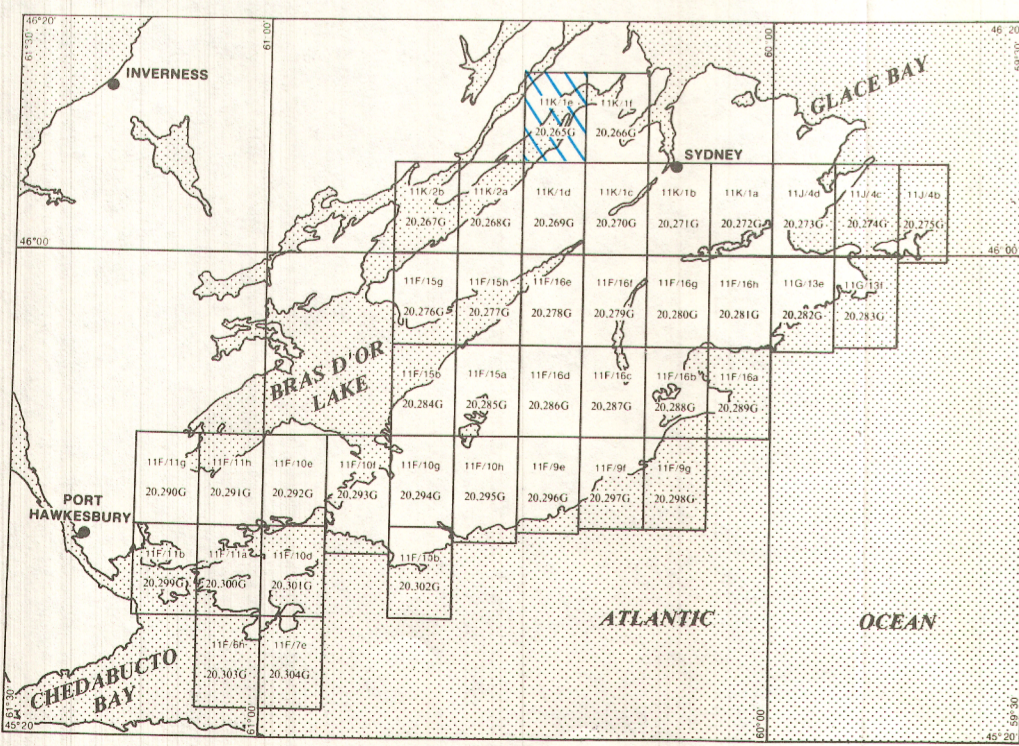 46°20'
61°30'
61°00'
60°00'
46°20'
59°30'
INVERNESS
GLACE BAY
11K/1e
11K/1f
20,265G
20,266G
SYDNEY
11K/2b
11K/2a
11K/1d
11K/1c
11K/1b
11K/1a
11J/4d
11J/4c
11J/4b
20,267G
20,268G
20,269G
20,270G
20,271G
20,272G
20,273G
20,274G
20,275G
46°00'
46°00'
11F/15g
11F/15h
11F/16e
11F/16f
11F/16g
11F/16h
11G/13e
11G/13f
20,276G
20,277G
20,278G
20,279G
20,280G
20,281G
20,282G
20,283G
BRAS D'OR
LAKE
11F/15b
11F/15a
11F/16d
11F/16c
11F/16b
11F/16a
20,284G
20,285G
20,286G
20,287G
20,288G
20,289G
11F/11g
11F/11h
11F/10e
11F/10f
11F/10g
11F/10h
11F/9e
11F/9f
11F/9g
20,290G
20,291G
20,292G
20,293G
20,294G
20,295G
20,296G
20,297G
20,298G
PORT
HAWKESBURY
11F/11b
11F/11a
11F/10d
11F/15b
20,299G
20,300G
20,301G
20,302G
ATLANTIC
OCEAN
11F/6h
11F/7e
20,303G
20,304G
CHEDABUCTO
BAY
61°30'
45°20'
61°00'
60°00'
59°30'
45°20'